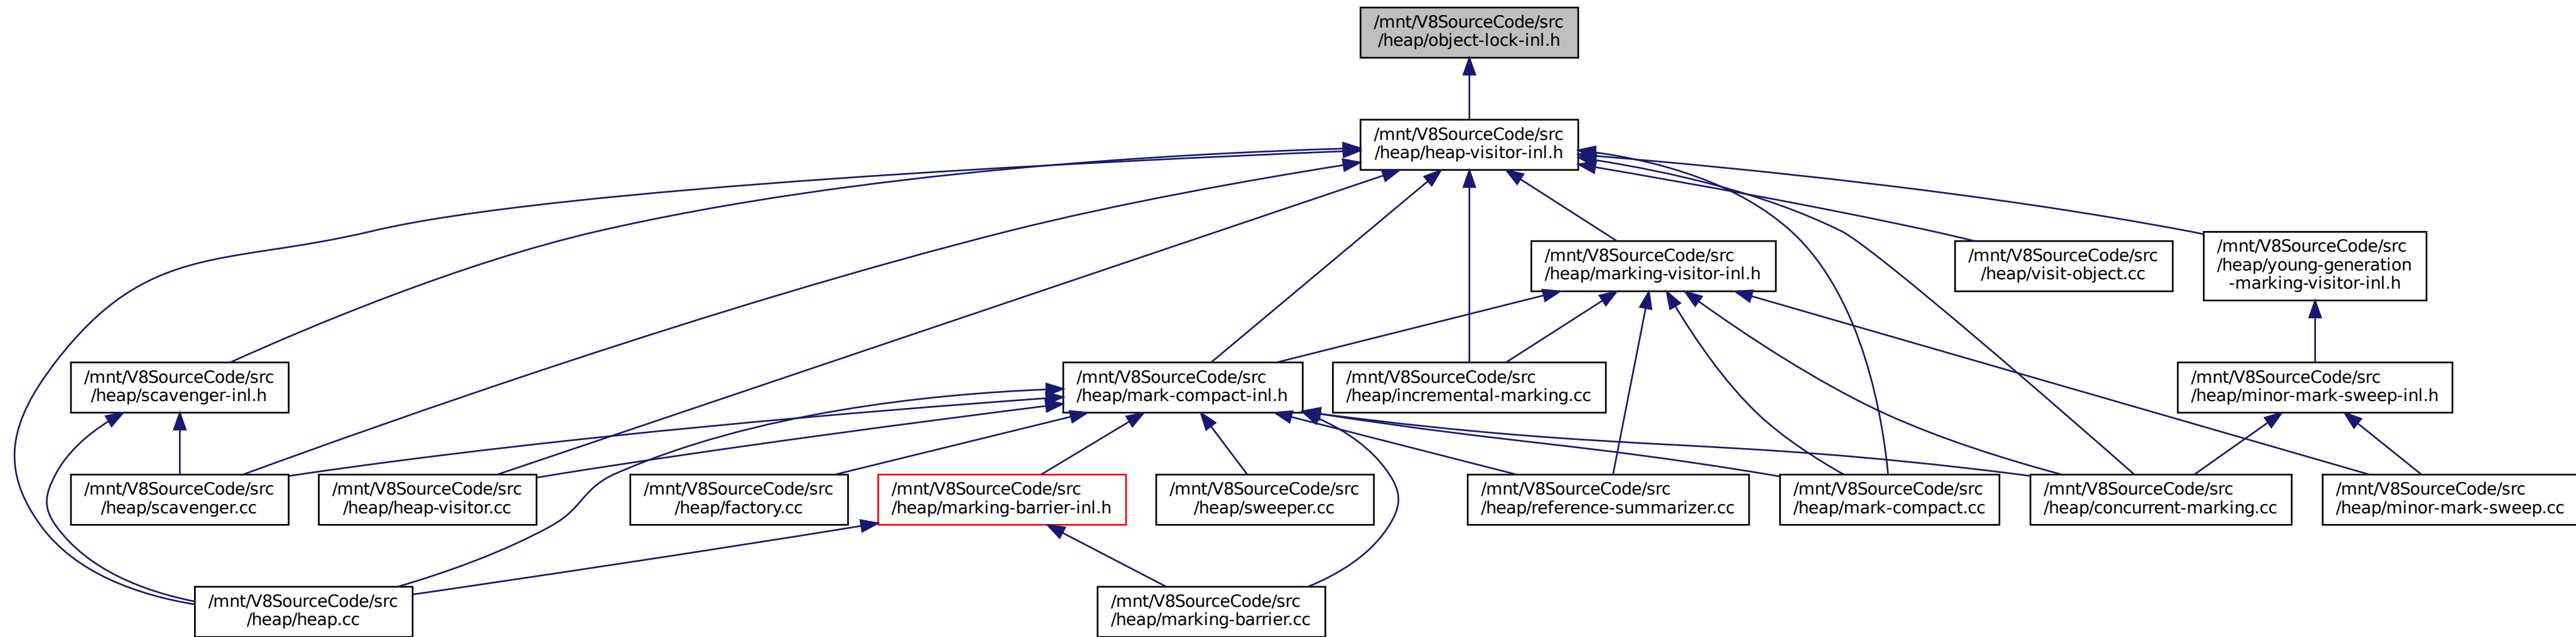 /mnt/V8SourceCode/src
/heap/object-lock-inl.h
/mnt/V8SourceCode/src
/heap/heap-visitor-inl.h
/mnt/V8SourceCode/src
/heap/marking-visitor-inl.h
/mnt/V8SourceCode/src
/heap/visit-object.cc
/mnt/V8SourceCode/src
/heap/young-generation
-marking-visitor-inl.h
/mnt/V8SourceCode/src
/heap/scavenger-inl.h
/mnt/V8SourceCode/src
/heap/mark-compact-inl.h
/mnt/V8SourceCode/src
/heap/incremental-marking.cc
/mnt/V8SourceCode/src
/heap/minor-mark-sweep-inl.h
/mnt/V8SourceCode/src
/heap/scavenger.cc
/mnt/V8SourceCode/src
/heap/heap-visitor.cc
/mnt/V8SourceCode/src
/heap/factory.cc
/mnt/V8SourceCode/src
/heap/marking-barrier-inl.h
/mnt/V8SourceCode/src
/heap/sweeper.cc
/mnt/V8SourceCode/src
/heap/reference-summarizer.cc
/mnt/V8SourceCode/src
/heap/mark-compact.cc
/mnt/V8SourceCode/src
/heap/concurrent-marking.cc
/mnt/V8SourceCode/src
/heap/minor-mark-sweep.cc
/mnt/V8SourceCode/src
/heap/heap.cc
/mnt/V8SourceCode/src
/heap/marking-barrier.cc